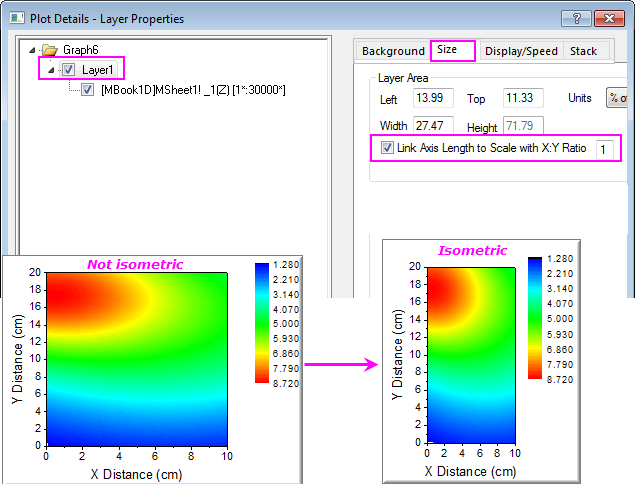 Plot Details - Layer Properties
?
Graph6
Layer1
[MBook1D]MSheet1! _1(Z) [1*:30000*]
Background Size Display/Speed Stack
Layer Area
Left 13.99 Top 11.33 Units % o
Width 27.47 Height 71.79
Link Axis Length to Scale with X:Y Ratio 1
Not isometric
20
18
16
14
12
10
8
6
4
2
0
Y Distance (cm)
0 2 4 6 8 10
X Distance (cm)
1.280
2.210
3.140
4.070
5.000
5.930
6.860
7.790
8.720
Isometric
20
18
16
14
12
10
8
6
4
2
0
Y Distance (cm)
0 2 4 6 8 10
X Distance (cm)
1.280
2.210
3.140
4.070
5.000
5.930
6.860
7.790
8.720